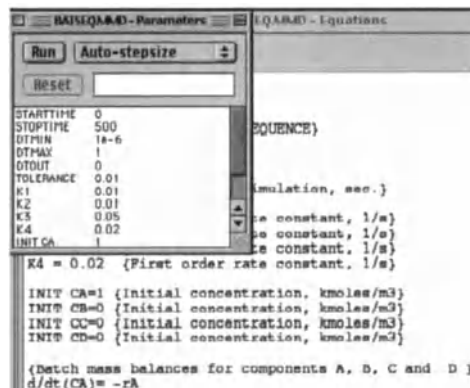 BATSEQ.MMD - Parameters
EQ.MMD - Equations
Run Auto-stepsize
Reset
STARTTIME 0
STOPTIME 500
DTMIN 1e-6
DTMAX 1
DTOUT 0
TOLERANCE 0.01
K1 0.01
K2 0.01
K3 0.05
K4 0.02
INIT CA 1
EQUENCE}
imulation, sec.}
e constant, 1/s}
e constant, 1/s}
te constant, 1/s}
K4 = 0.02 {First order rate constant, 1/s}
INIT CA=1 {Initial concentration, kmoles/m3}
INIT CB=0 {Initial concentration, kmoles/m3}
INIT CC=0 {Initial concentration, kmoles/m3}
INIT CD=0 {Initial concentration, kmoles/m3}
{Batch mass balances for components A, B, C and D }
d/dt(CA)= -rA